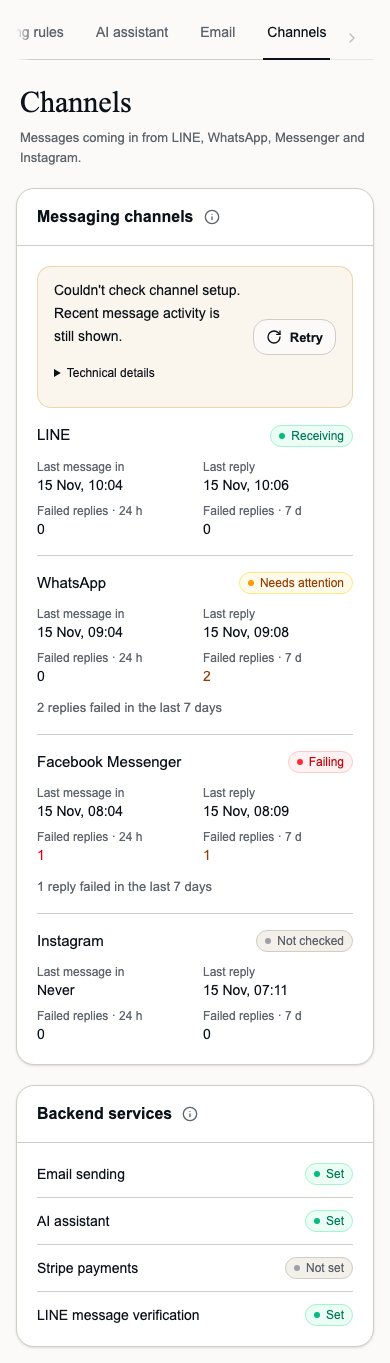 ng rules AI assistant Email Channels
Channels
Messages coming in from LINE, WhatsApp, Messenger and
Instagram.
Messaging channels
Couldn't check channel setup.
Recent message activity is
still shown.
Retry
Technical details
LINE Receiving
Last message in Last reply
15 Nov, 10:04 15 Nov, 10:06
Failed replies · 24 h Failed replies · 7 d
0 0
WhatsApp Needs attention
Last message in Last reply
15 Nov, 09:04 15 Nov, 09:08
Failed replies · 24 h Failed replies · 7 d
0 2
2 replies failed in the last 7 days
Facebook Messenger Failing
Last message in Last reply
15 Nov, 08:04 15 Nov, 08:09
Failed replies · 24 h Failed replies · 7 d
1 1
1 reply failed in the last 7 days
Instagram Not checked
Last message in Last reply
Never 15 Nov, 07:11
Failed replies · 24 h Failed replies · 7 d
0 0
Backend services
Email sending Set
AI assistant Set
Stripe payments Not set
LINE message verification Set